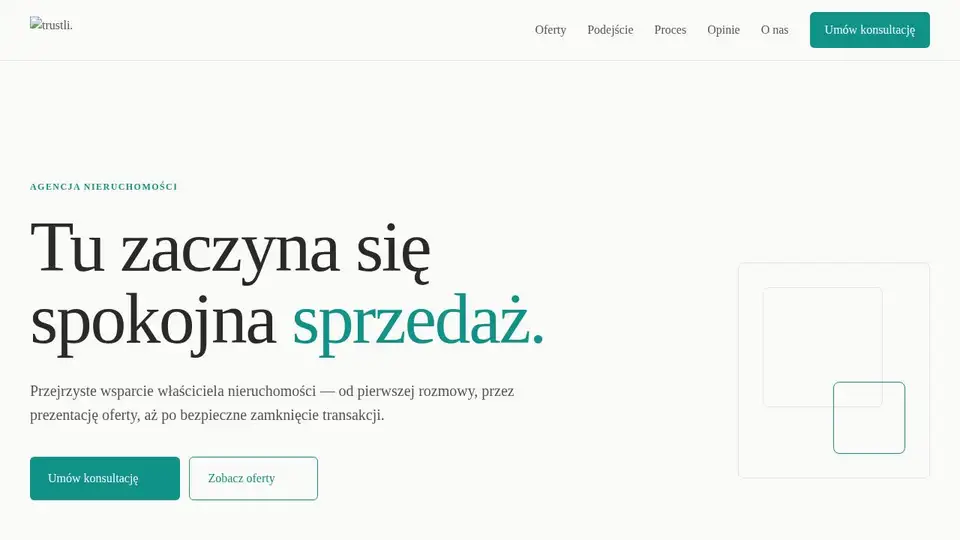 trustli.
Oferty Podejście Proces Opinie O nas Umów konsultację
AGENCJA NIERUCHOMOŚCI
Tu zaczyna się
spokojna sprzedaż.
Przejrzyste wsparcie właściciela nieruchomości — od pierwszej rozmowy, przez
prezentację oferty, aż po bezpieczne zamknięcie transakcji.
Umów konsultację Zobacz oferty